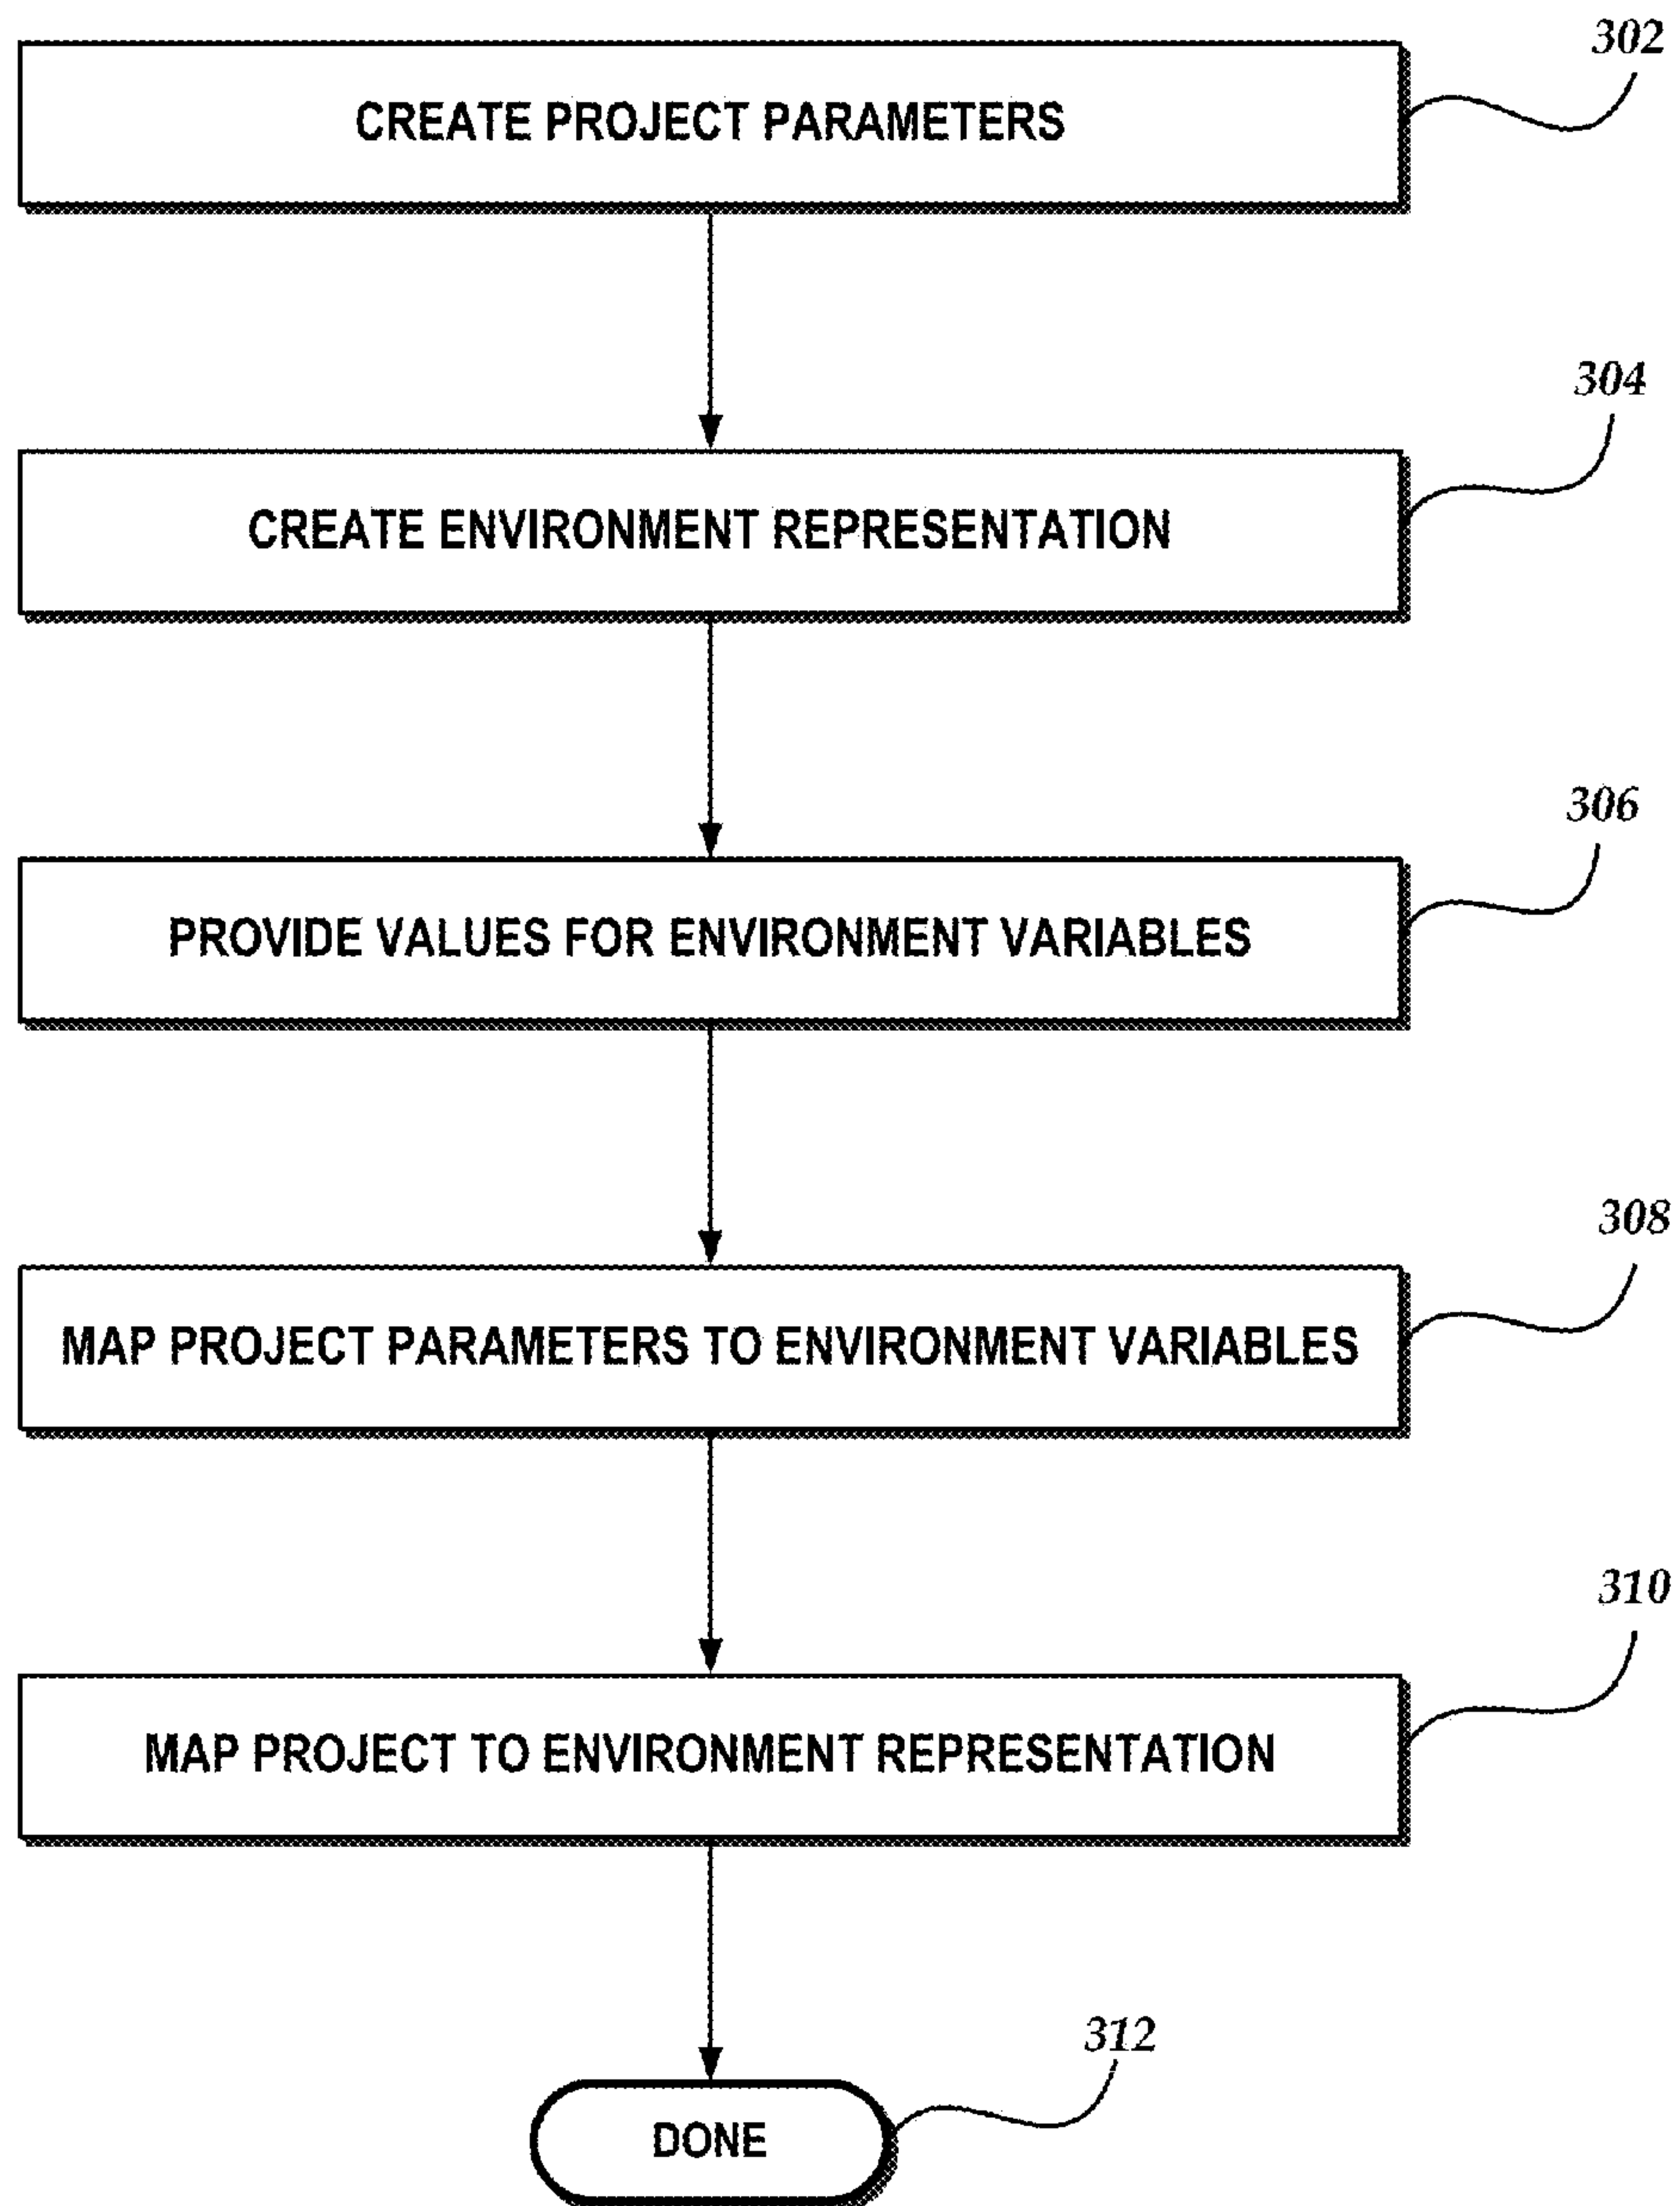 302
CREATE PROJECT PARAMETERS
304
CREATE ENVIRONMENT REPRESENTATION
306
PROVIDE VALUES FOR ENVIRONMENT VARIABLES
308
MAP PROJECT PARAMETERS TO ENVIRONMENT VARIABLES
310
MAP PROJECT TO ENVIRONMENT REPRESENTATION
312
DONE